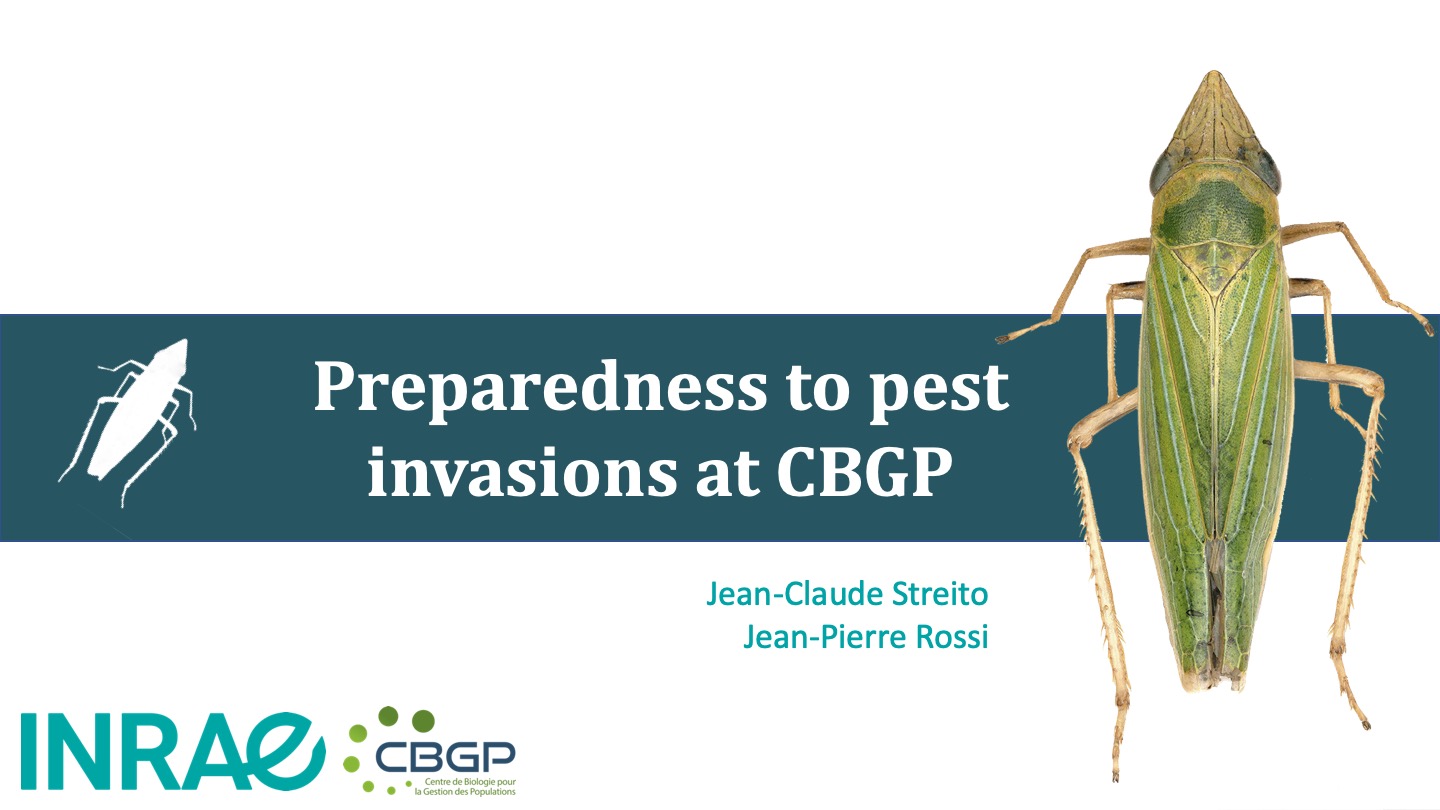 Preparedness to pest
invasions at CBGP
Jean-Claude Streito
Jean-Pierre Rossi
INRAE
CBGP
Centre de Biologie pour
la Gestion des Populations